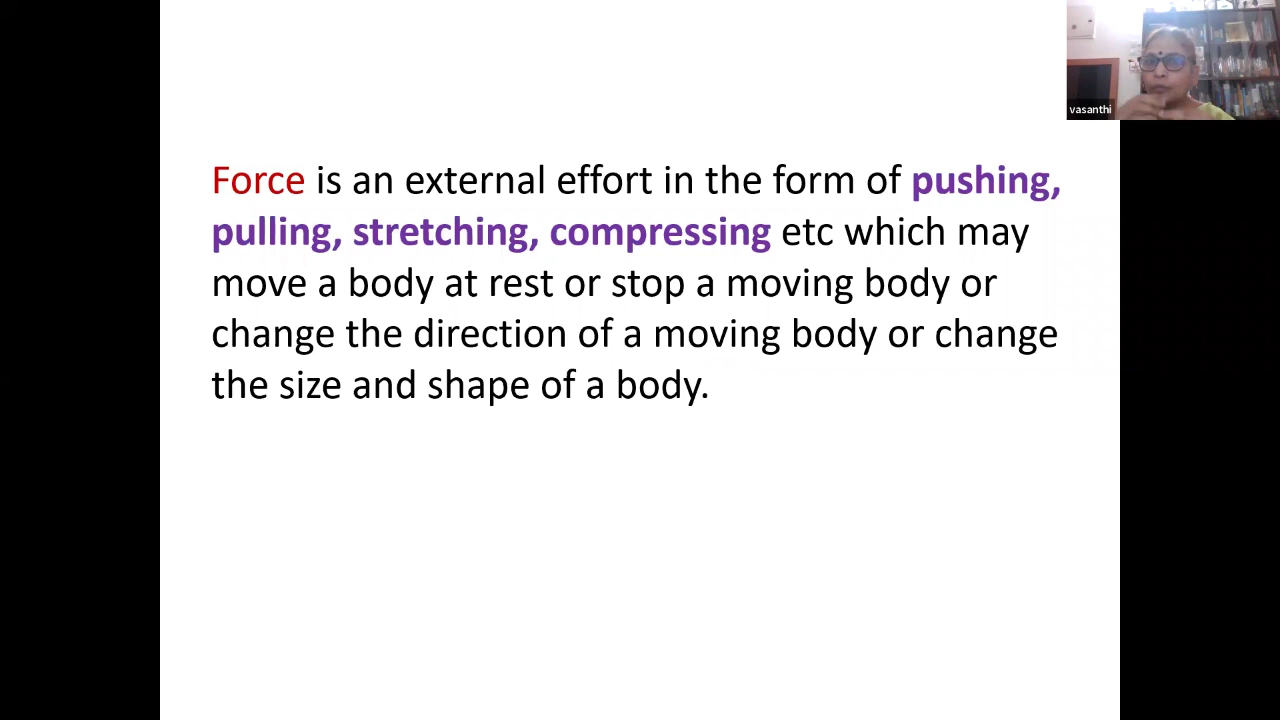 vasanthi
Force is an external effort in the form of pushing,
pulling, stretching, compressing etc which may
move a body at rest or stop a moving body or
change the direction of a moving body or change
the size and shape of a body.